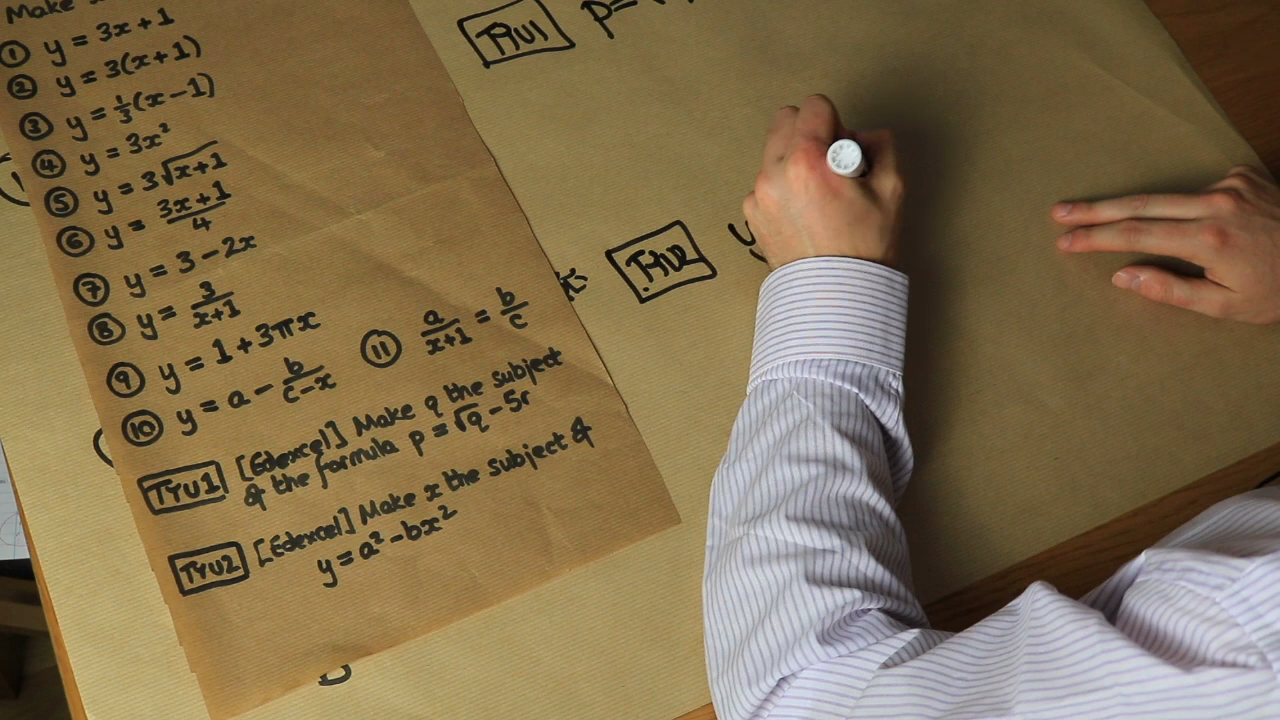 Make
① y = 3x + 1
② y = 3(x + 1)
③ y = ⅓(x - 1)
④ y = 3x²
⑤ y = 3√(x+1)
⑥ y = (3x+1)/4
⑦ y = 3 - 2x
⑧ y = 3/(x+1)
⑨ y = 1 + 3πx
⑩ y = a - b/(c-x)
⑪ a/(x+1) = b/c
TYU1 [Edexcel] Make q the subject
of the formula p = √q - 5r
TYU2 [Edexcel] Make x the subject of
y = a² - bx²
TYU1 p=
TYU2 y